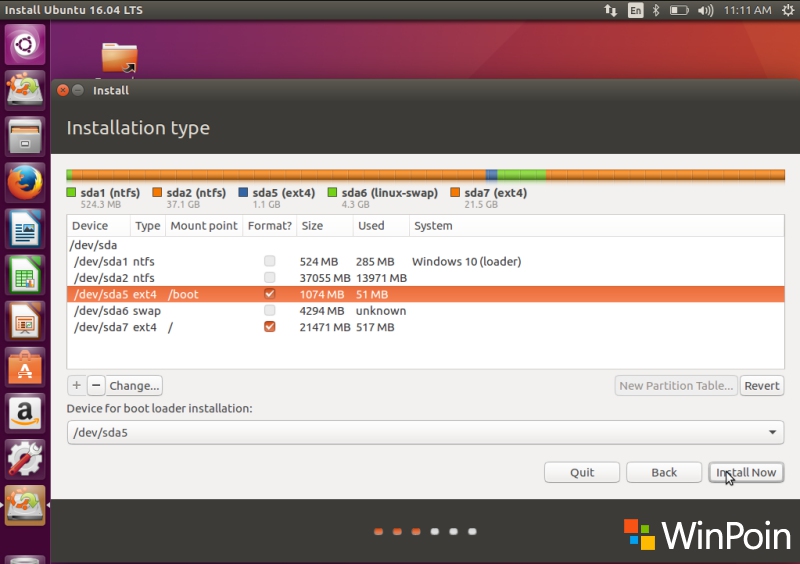 Install Ubuntu 16.04 LTS En 11:11 AM
Install
Installation type
sda1 (ntfs) sda2 (ntfs) sda5 (ext4) sda6 (linux-swap) sda7 (ext4)
524.3 MB 37.1 GB 1.1 GB 4.3 GB 21.5 GB
Device Type Mount point Format? Size Used System
/dev/sda
/dev/sda1 ntfs 524 MB 285 MB Windows 10 (loader)
/dev/sda2 ntfs 37055 MB 13971 MB
/dev/sda5 ext4 /boot 1074 MB 51 MB
/dev/sda6 swap 4294 MB unknown
/dev/sda7 ext4 / 21471 MB 517 MB
+ − Change... New Partition Table... Revert
Device for boot loader installation:
/dev/sda5
Quit Back Install Now
WinPoin